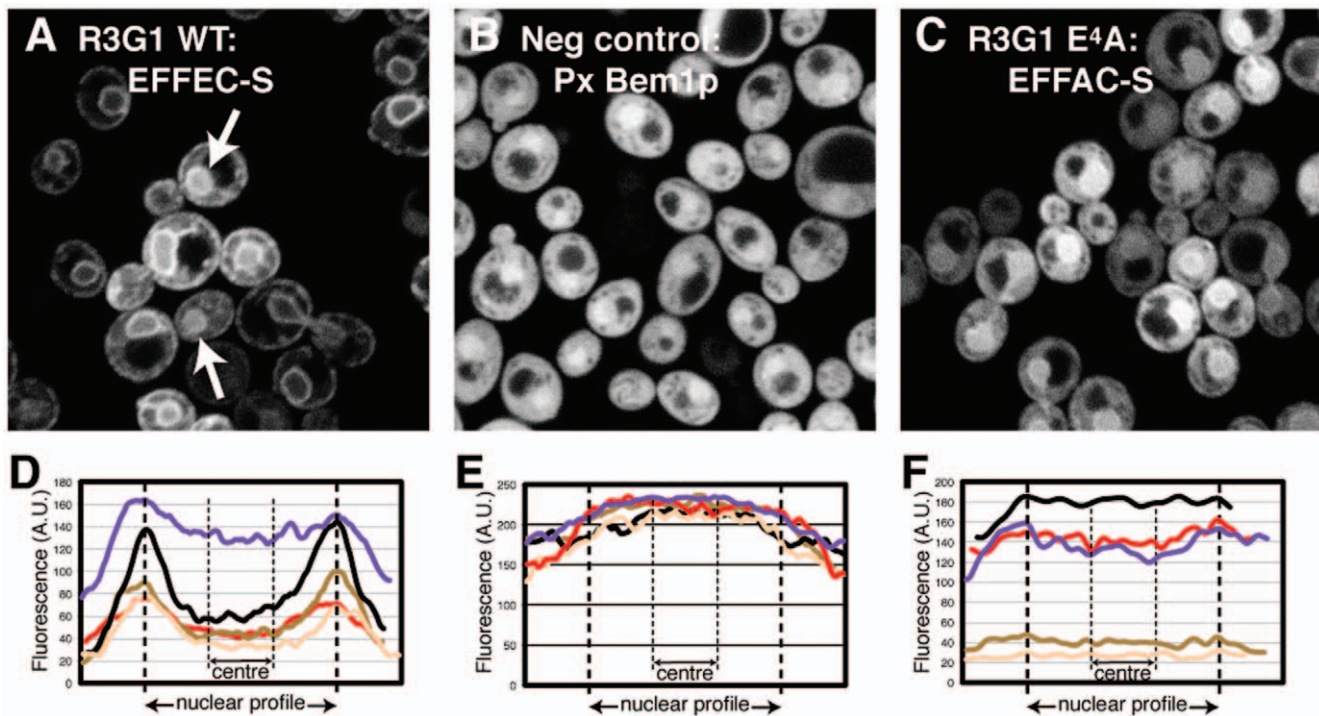 A R3G1 WT:
EFFEC-S
B Neg control:
Px Bem1p
C R3G1 E⁴A:
EFFAC-S
D
Fluorescence (A.U.)
180
160
140
120
100
80
60
40
20
0
centre
nuclear profile
E
Fluorescence (A.U.)
250
200
150
200
150
100
50
0
centre
nuclear profile
F
Fluorescence (A.U.)
200
180
160
140
120
100
80
60
40
20
0
centre
nuclear profile